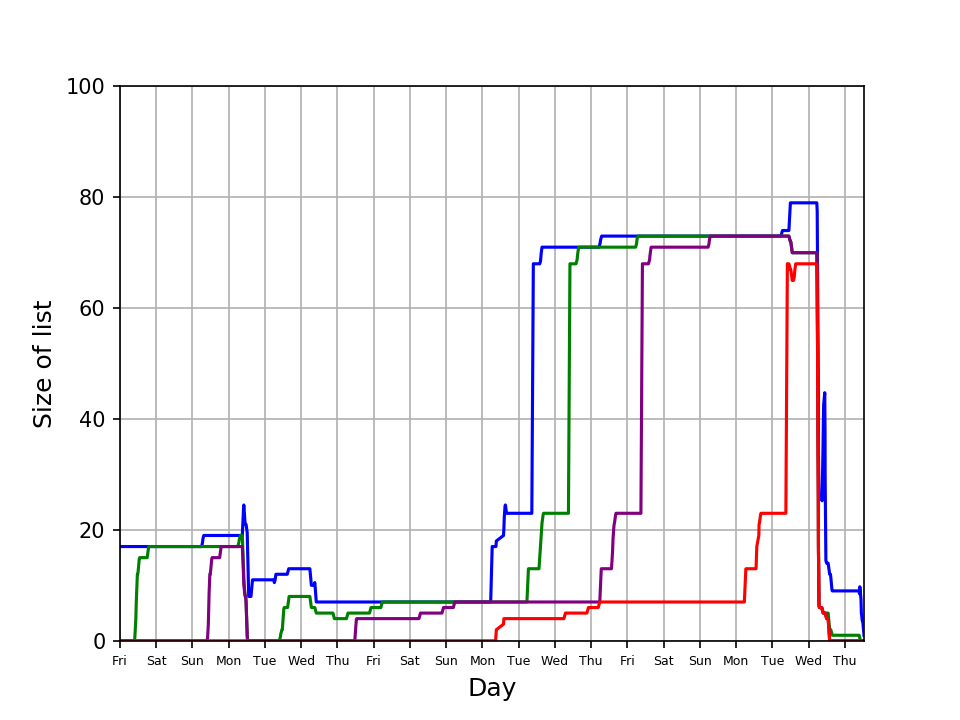 100
80
60
40
20
0
Size of list
Fri Sat Sun Mon Tue Wed Thu Fri Sat Sun Mon Tue Wed Thu Fri Sat Sun Mon Tue Wed Thu
Day